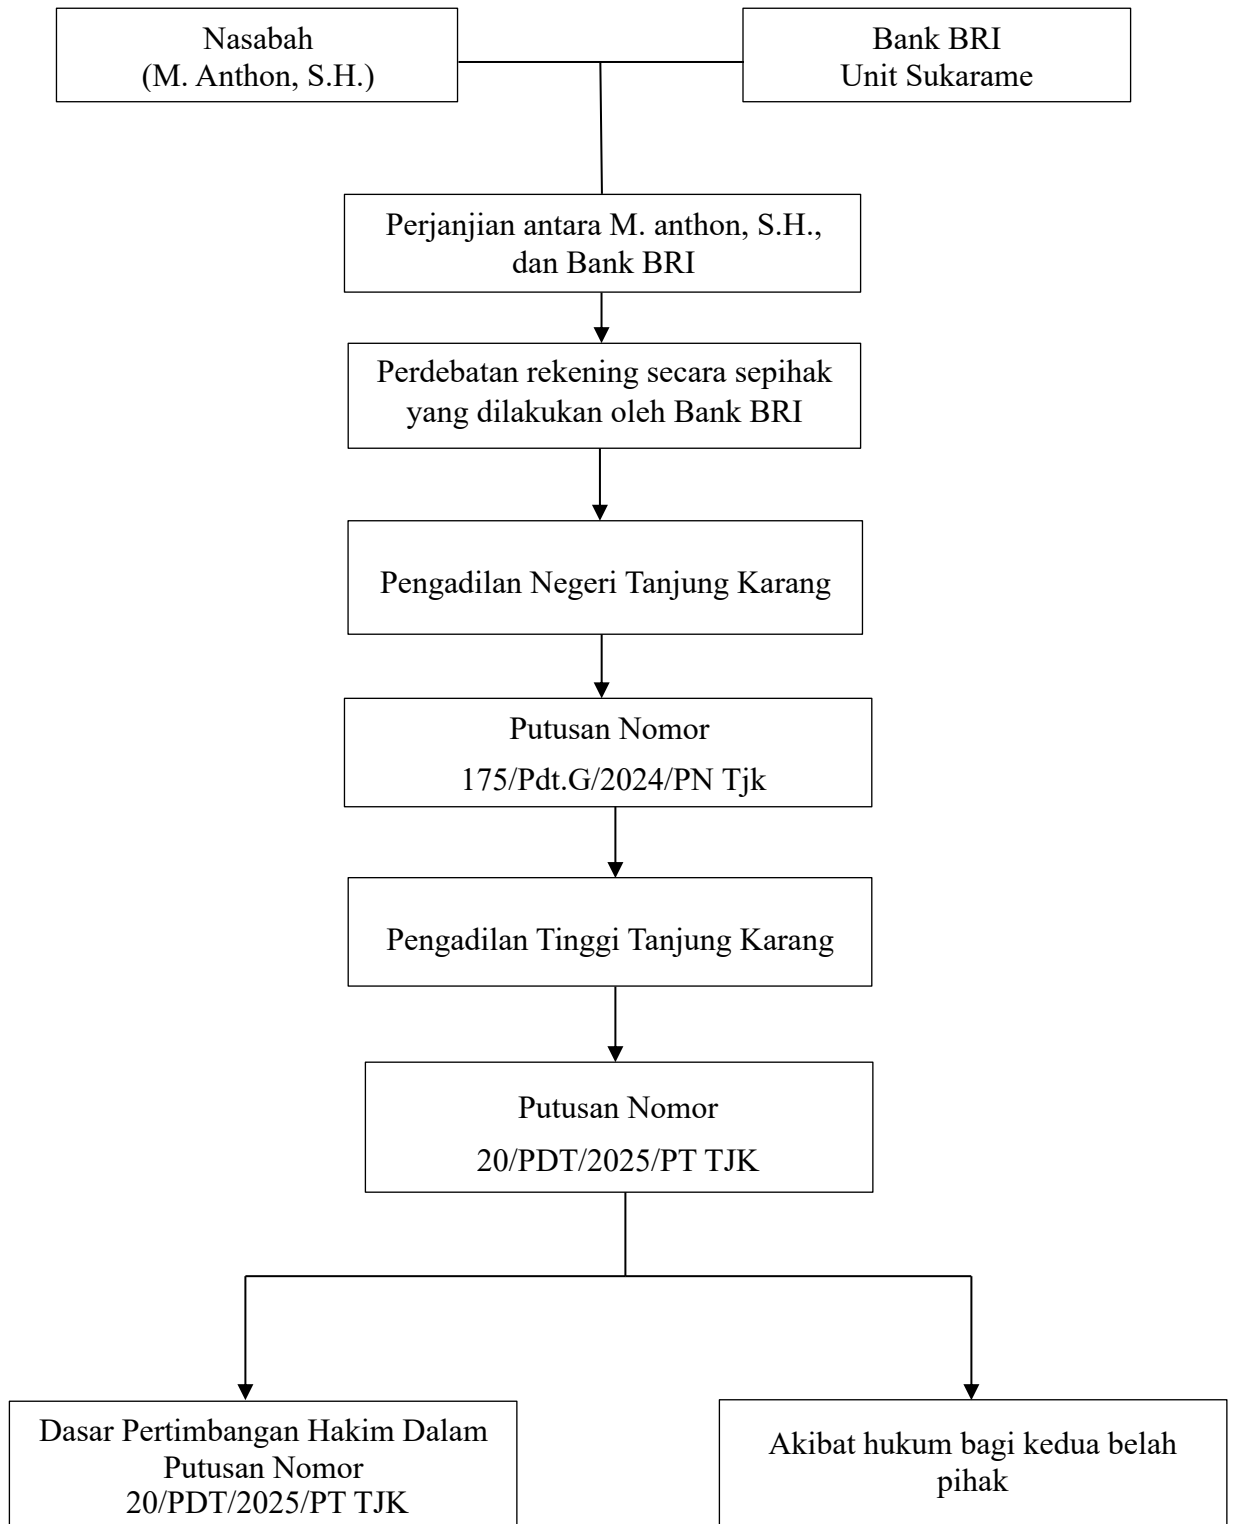 Nasabah
(M. Anthon, S.H.)
Bank BRI
Unit Sukarame
Perjanjian antara M. anthon, S.H.,
dan Bank BRI
Perdebatan rekening secara sepihak
yang dilakukan oleh Bank BRI
Pengadilan Negeri Tanjung Karang
Putusan Nomor
175/Pdt.G/2024/PN Tjk
Pengadilan Tinggi Tanjung Karang
Putusan Nomor
20/PDT/2025/PT TJK
Dasar Pertimbangan Hakim Dalam
Putusan Nomor
20/PDT/2025/PT TJK
Akibat hukum bagi kedua belah
pihak